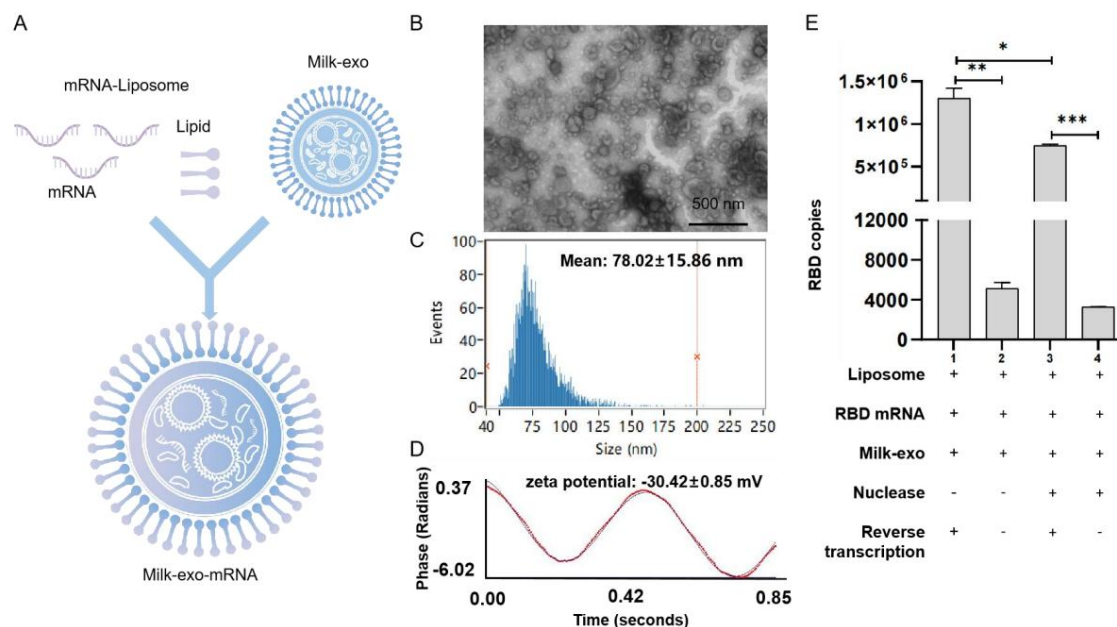 A
mRNA-Liposome
Lipid
mRNA
Milk-exo
Milk-exo-mRNA
B
500 nm
C
Mean: 78.02±15.86 nm
Events
100
80
60
40
20
0
40 75 100 125 150 175 200 225 250
Size (nm)
D
zeta potential: -30.42±0.85 mV
Phase (Radians)
0.37
-6.02
0.00 0.42 0.85
Time (seconds)
E
*
**
***
RBD copies
1.5×10⁶
1×10⁶
5×10⁵
12000
8000
4000
0
1 2 3 4
Liposome + + + +
RBD mRNA + + + +
Milk-exo + + + +
Nuclease - - + +
Reverse
transcription + - + -